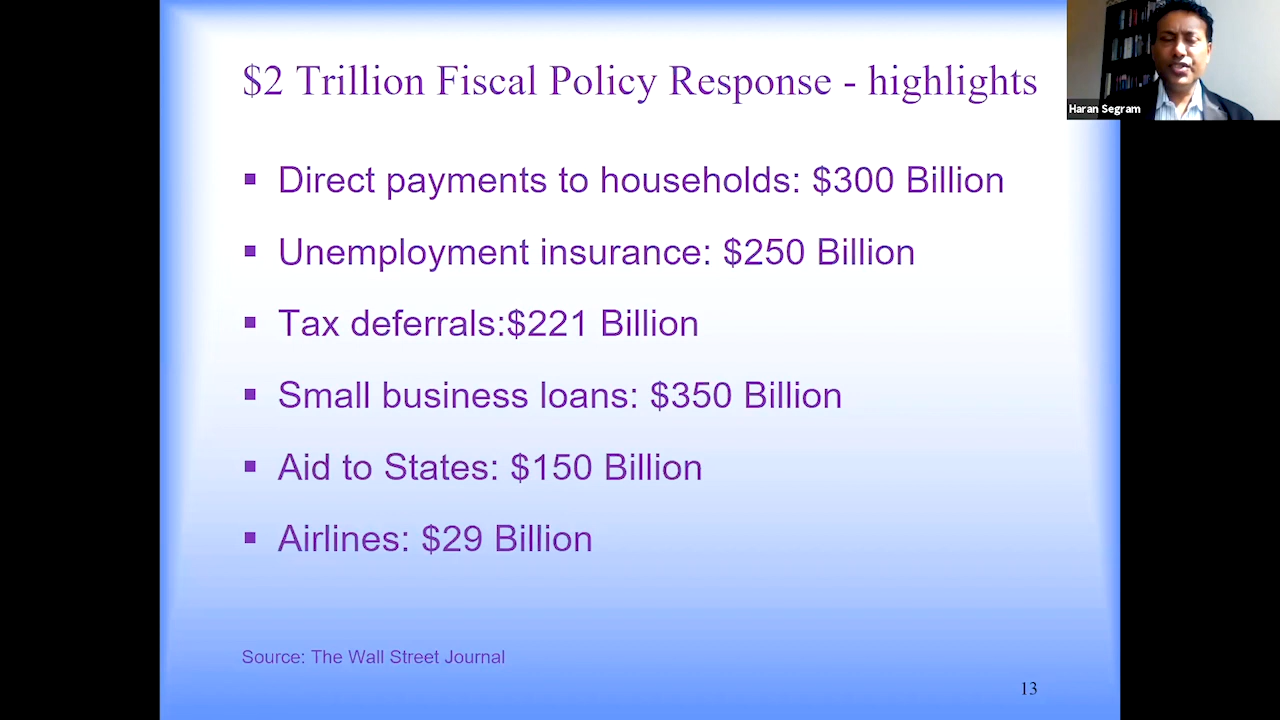 $2 Trillion Fiscal Policy Response - highlights
Haran Segram
▪ Direct payments to households: $300 Billion
▪ Unemployment insurance: $250 Billion
▪ Tax deferrals:$221 Billion
▪ Small business loans: $350 Billion
▪ Aid to States: $150 Billion
▪ Airlines: $29 Billion
Source: The Wall Street Journal
13